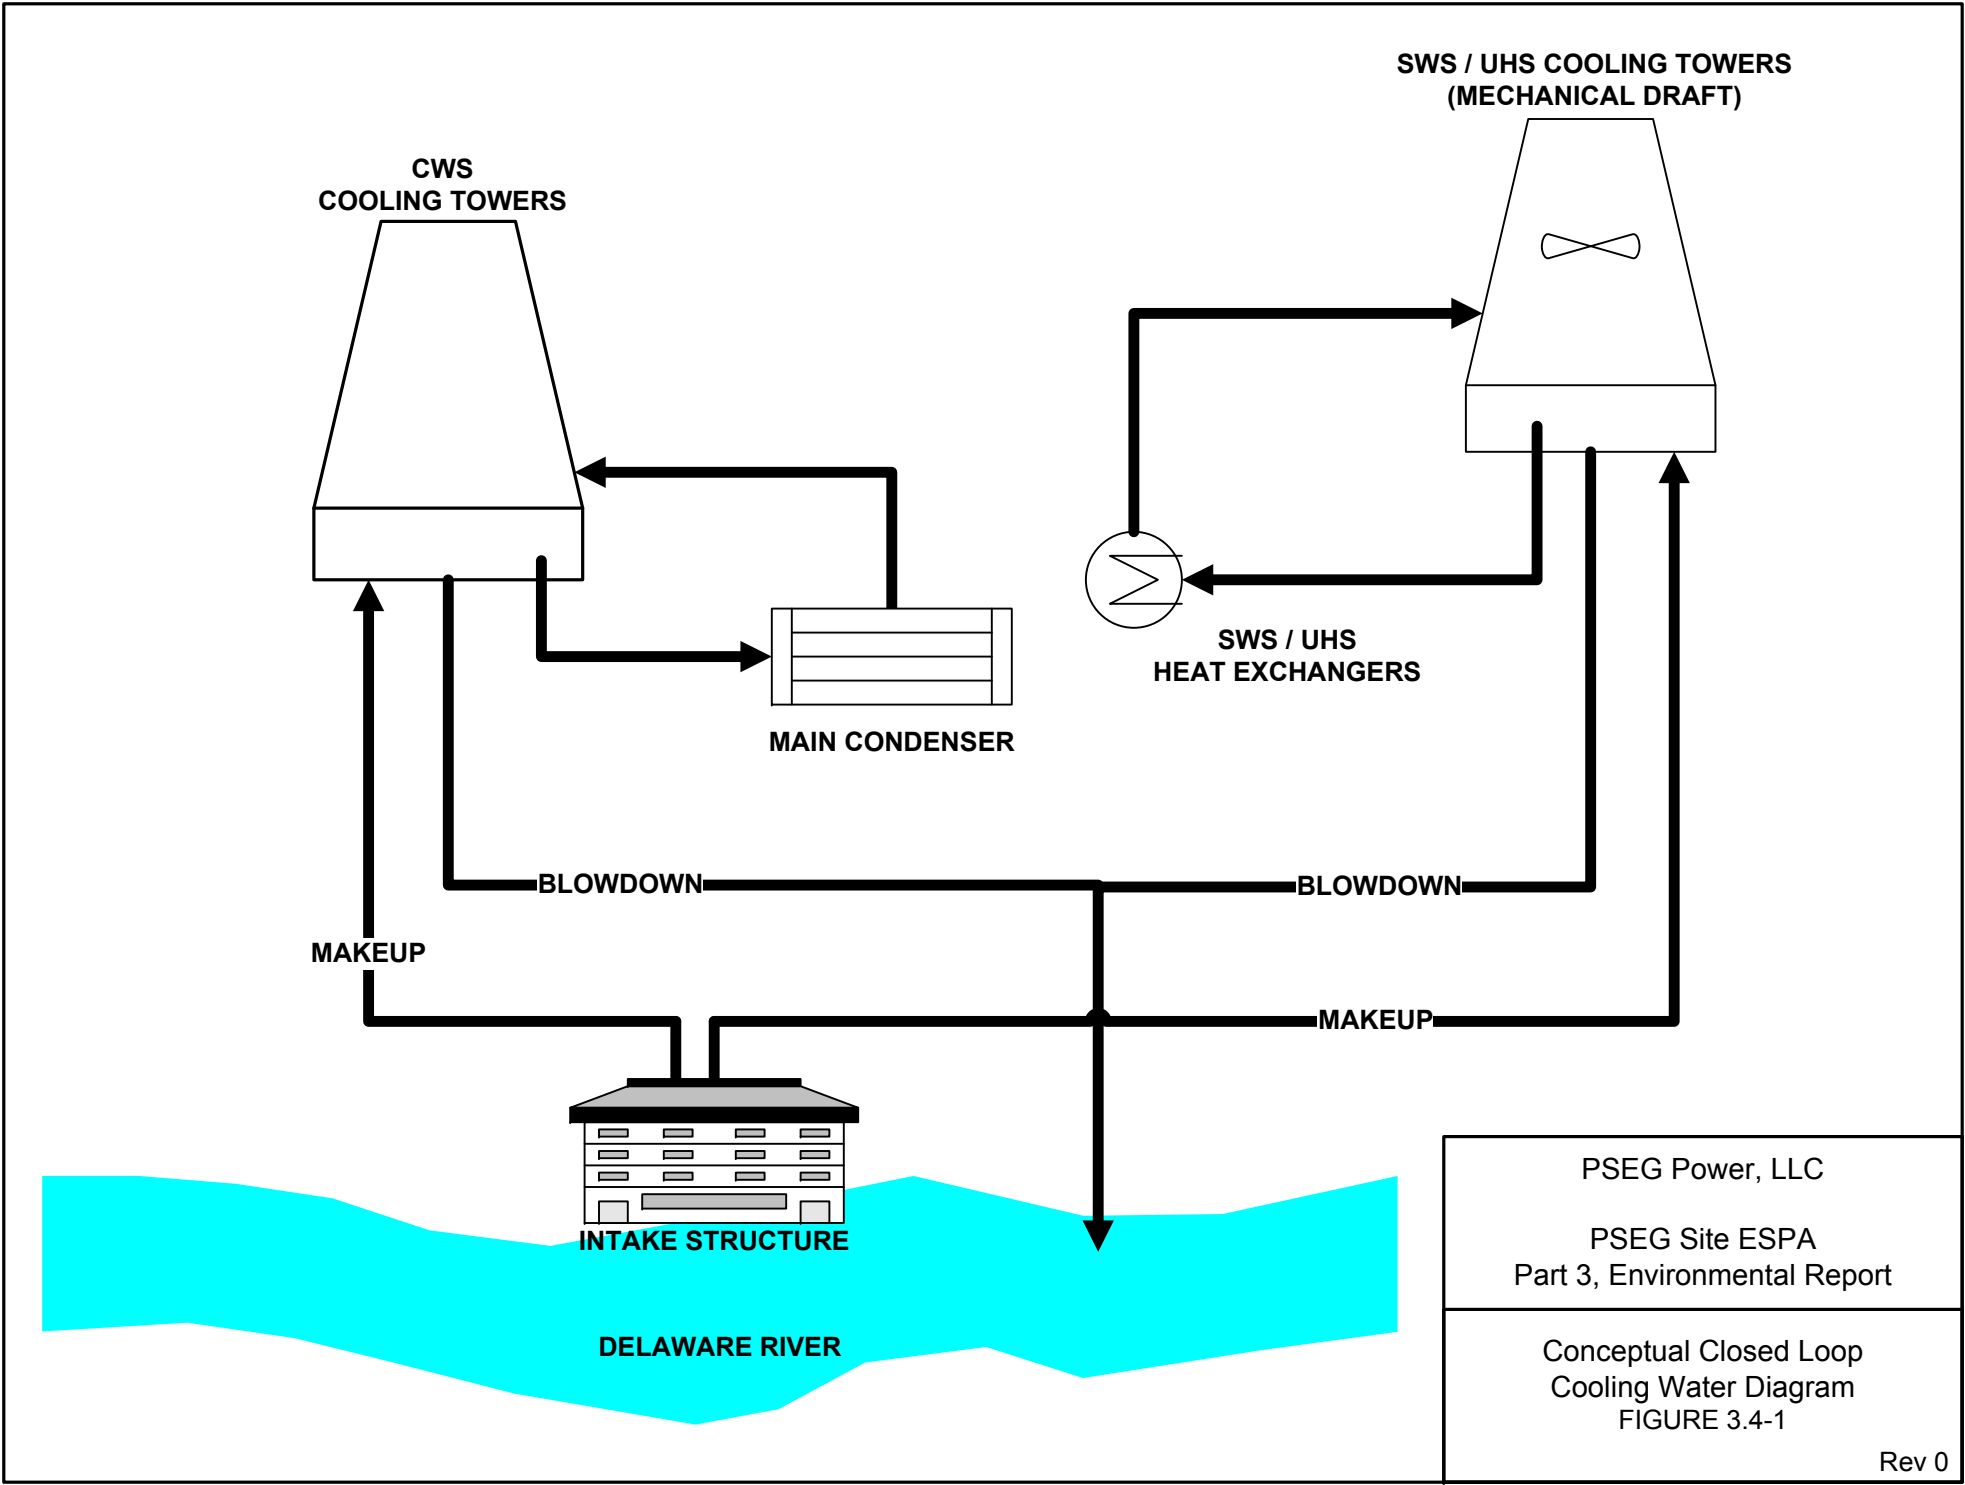 SWS / UHS COOLING TOWERS
(MECHANICAL DRAFT)
CWS
COOLING TOWERS
SWS / UHS
HEAT EXCHANGERS
MAIN CONDENSER
BLOWDOWN
BLOWDOWN
MAKEUP
MAKEUP
INTAKE STRUCTURE
DELAWARE RIVER
PSEG Power, LLC
PSEG Site ESPA
Part 3, Environmental Report
Conceptual Closed Loop
Cooling Water Diagram
FIGURE 3.4-1
Rev 0